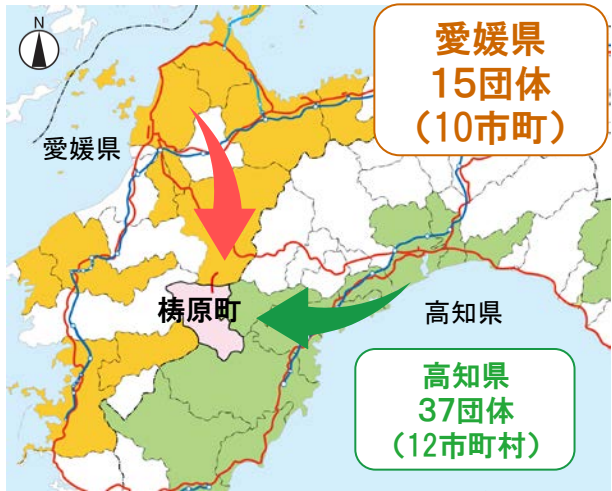 N
愛媛県
15団体
（10市町）
愛媛県
梼原町
高知県
高知県
37団体
（12市町村）